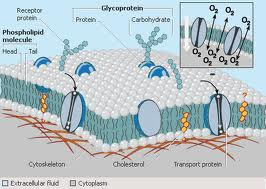 Glycoprotein
Receptor
protein
Protein
Carbohydrate
Phospholipid
molecule
Head
Tail
O2
O2
O2
O2
O2
O2
Cytoskeleton
Cholesterol
Transport protein
Extracellular fluid
Cytoplasm